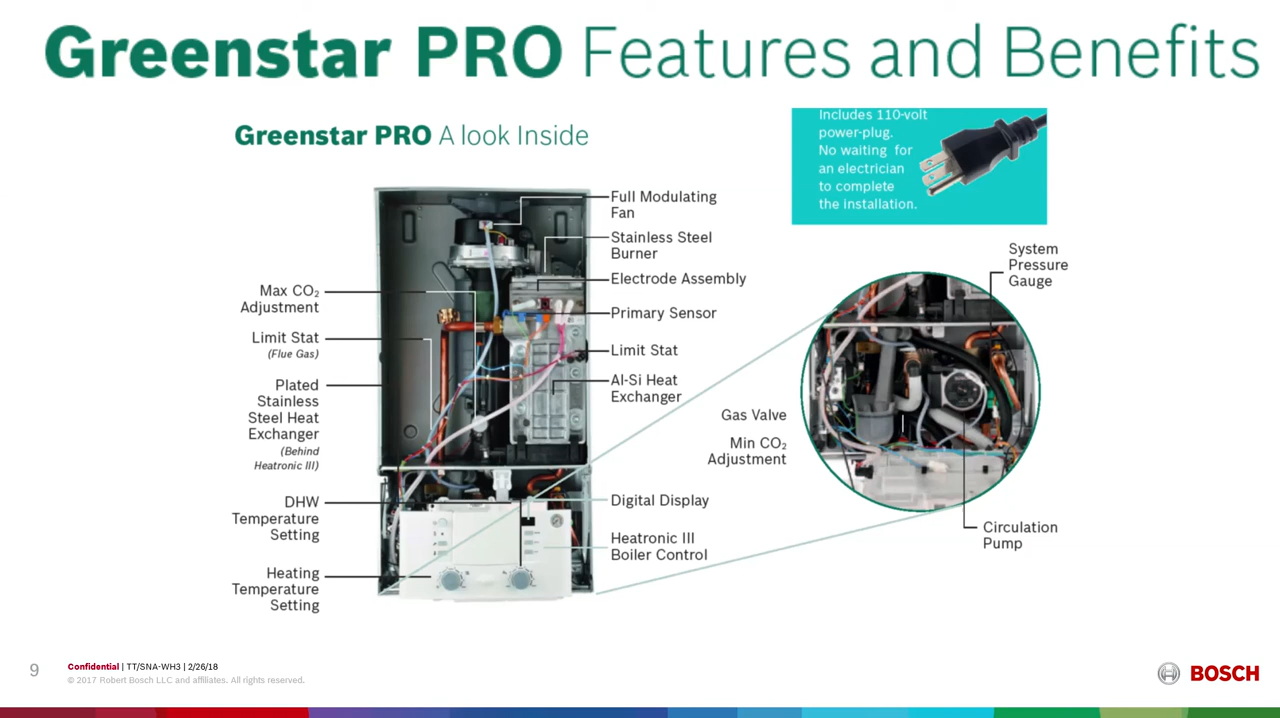 Greenstar PRO Features and Benefits
Greenstar PRO A look Inside
Includes 110-volt
power-plug.
No waiting for
an electrician
to complete
the installation.
Max CO₂
Adjustment
Limit Stat
(Flue Gas)
Plated
Stainless
Steel Heat
Exchanger
(Behind
Heatronic III)
DHW
Temperature
Setting
Heating
Temperature
Setting
Full Modulating
Fan
Stainless Steel
Burner
Electrode Assembly
Primary Sensor
Limit Stat
Al-Si Heat
Exchanger
Digital Display
Heatronic III
Boiler Control
Gas Valve
Min CO₂
Adjustment
System
Pressure
Gauge
Circulation
Pump
9
Confidential | TT/SNA-WH3 | 2/26/18
© 2017 Robert Bosch LLC and affiliates. All rights reserved.
BOSCH